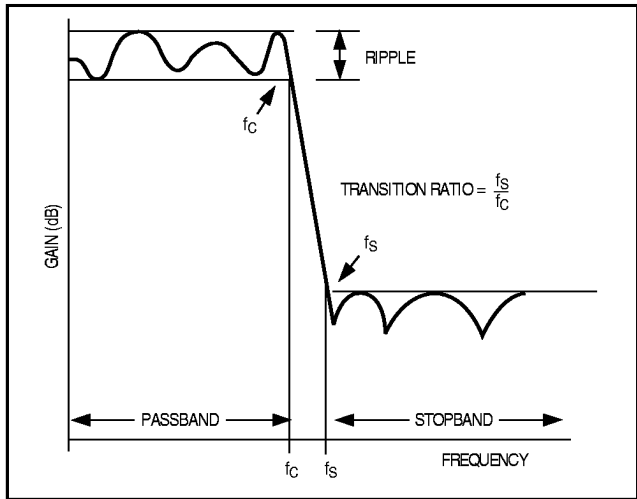 RIPPLE
fC
TRANSITION RATIO = fS
fC
GAIN (dB)
fS
PASSBAND
STOPBAND
fC
fS
FREQUENCY